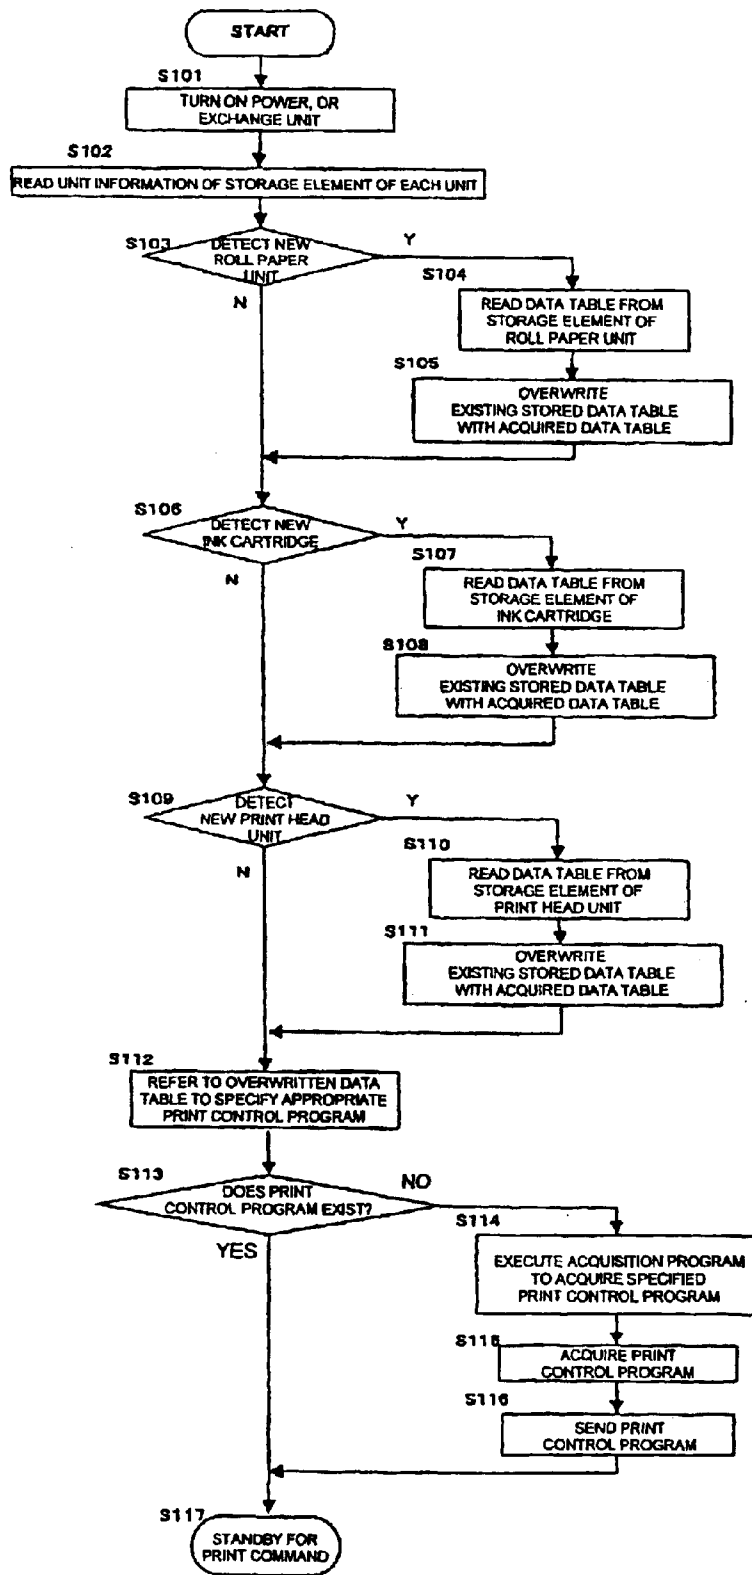 START
S101
TURN ON POWER, OR
EXCHANGE UNIT
S102
READ UNIT INFORMATION OF STORAGE ELEMENT OF EACH UNIT
S103
DETECT NEW
ROLL PAPER
UNIT
Y
N
S104
READ DATA TABLE FROM
STORAGE ELEMENT OF
ROLL PAPER UNIT
S105
OVERWRITE
EXISTING STORED DATA TABLE
WITH ACQUIRED DATA TABLE
S106
DETECT NEW
INK CARTRIDGE
Y
N
S107
READ DATA TABLE FROM
STORAGE ELEMENT OF
INK CARTRIDGE
S108
OVERWRITE
EXISTING STORED DATA TABLE
WITH ACQUIRED DATA TABLE
S109
DETECT
NEW PRINT HEAD
UNIT
Y
N
S110
READ DATA TABLE FROM
STORAGE ELEMENT OF
PRINT HEAD UNIT
S111
OVERWRITE
EXISTING STORED DATA TABLE
WITH ACQUIRED DATA TABLE
S112
REFER TO OVERWRITTEN DATA
TABLE TO SPECIFY APPROPRIATE
PRINT CONTROL PROGRAM
S113
DOES PRINT
CONTROL PROGRAM EXIST?
NO
YES
S114
EXECUTE ACQUISITION PROGRAM
TO ACQUIRE SPECIFIED
PRINT CONTROL PROGRAM
S115
ACQUIRE PRINT
CONTROL PROGRAM
S116
SEND PRINT
CONTROL PROGRAM
S117
STANDBY FOR
PRINT COMMAND